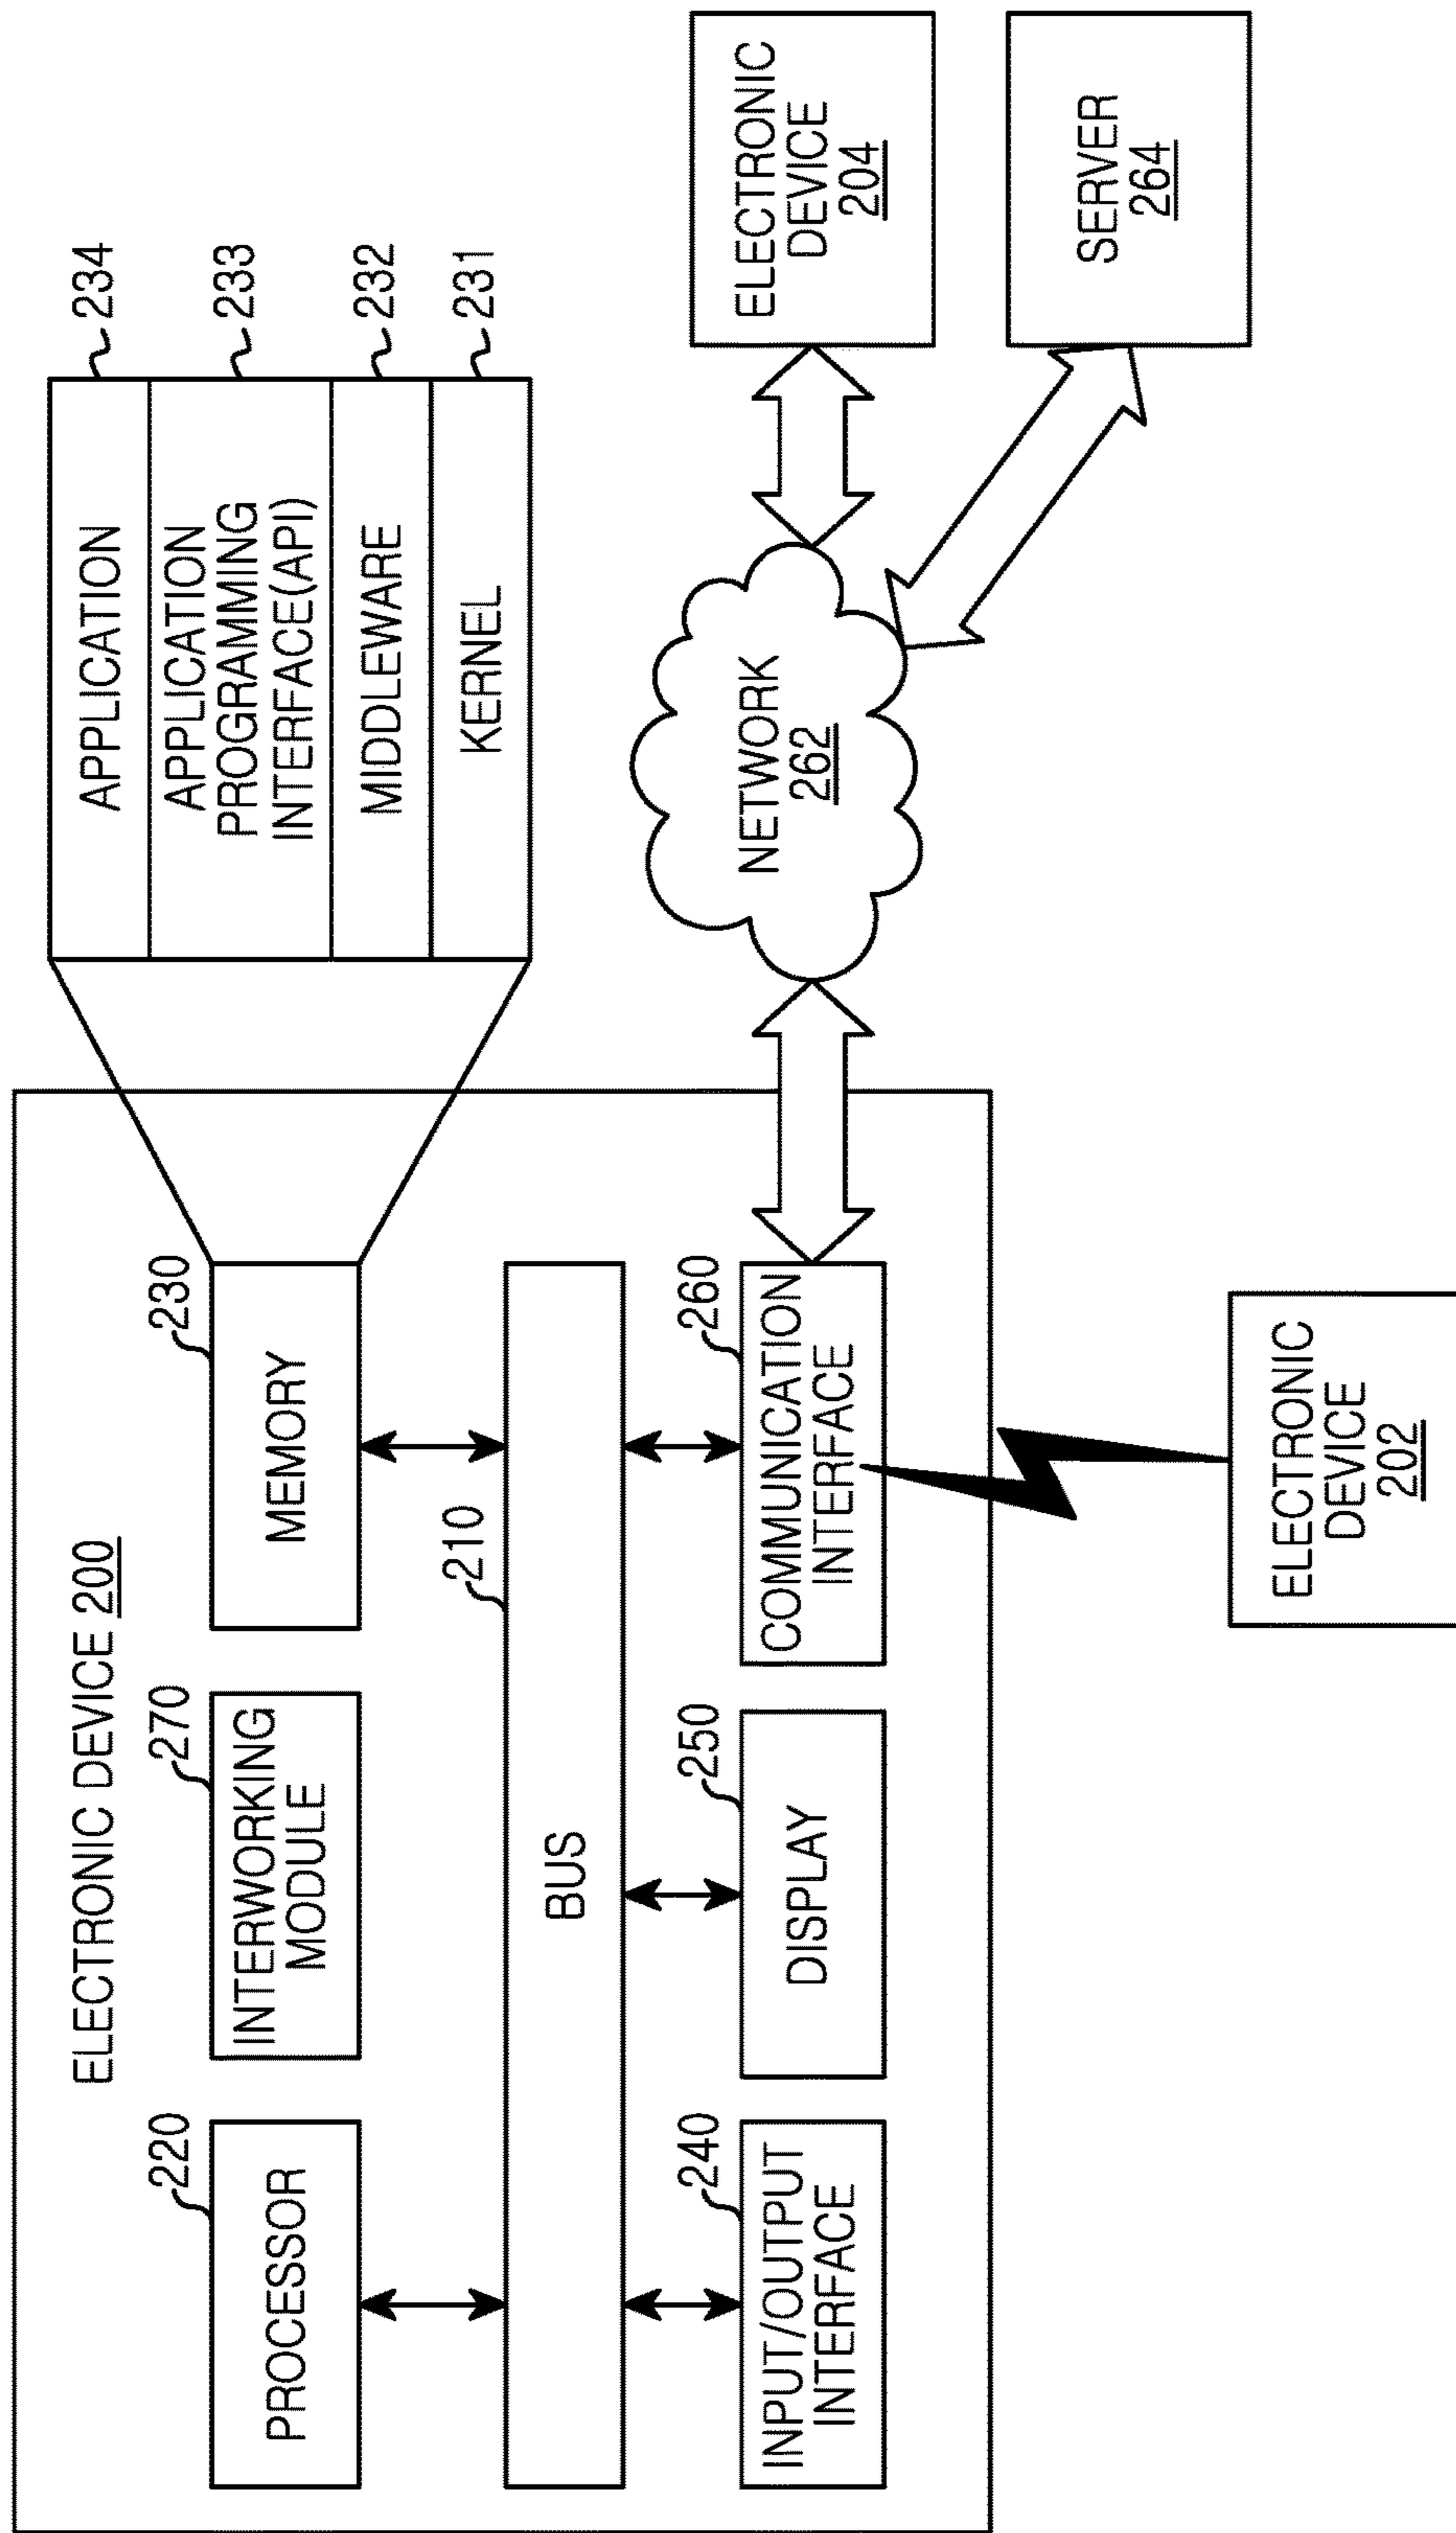 ELECTRONIC DEVICE 200
220
PROCESSOR
270
INTERWORKING
MODULE
230
MEMORY
APPLICATION
234
APPLICATION
PROGRAMMING
INTERFACE(API)
233
MIDDLEWARE
232
KERNEL
231
210
BUS
240
INPUT/OUTPUT
INTERFACE
250
DISPLAY
260
COMMUNICATION
INTERFACE
NETWORK
262
ELECTRONIC
DEVICE
204
SERVER
264
ELECTRONIC
DEVICE
202